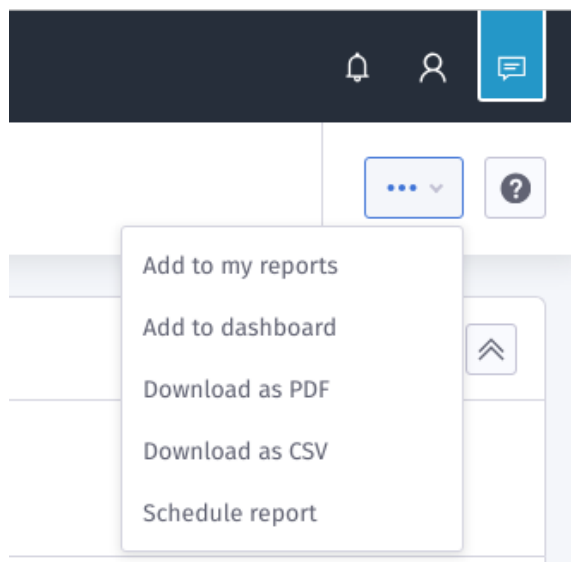 Add to my reports
Add to dashboard
Download as PDF
Download as CSV
Schedule report